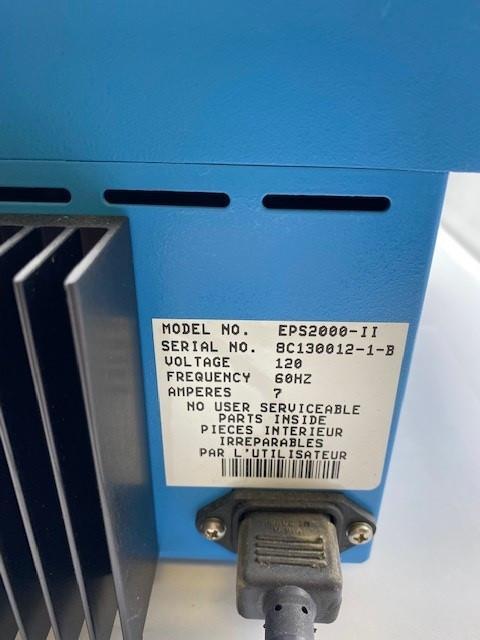 MODEL NO. EPS2000-II
SERIAL NO. 8C130012-1-B
VOLTAGE 120
FREQUENCY 60HZ
AMPERES 7
NO USER SERVICEABLE
PARTS INSIDE
PIECES INTERIEUR
IRREPARABLES
PAR L'UTILISATEUR